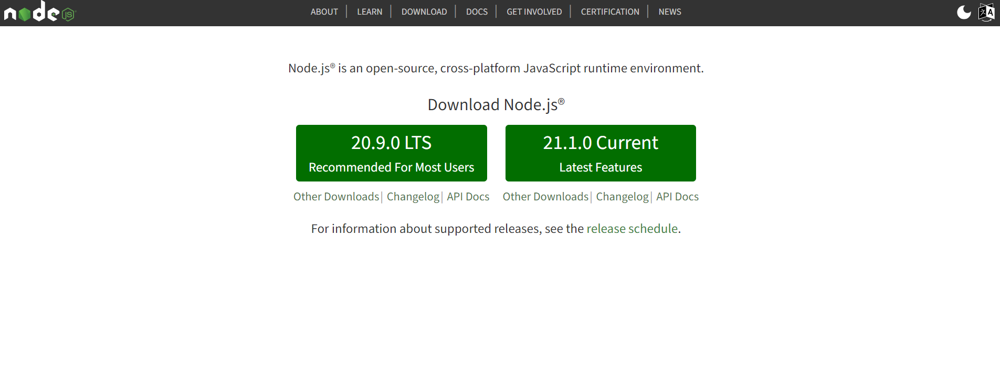 node JS
ABOUT | LEARN | DOWNLOAD | DOCS | GET INVOLVED | CERTIFICATION | NEWS
文 A
Node.js® is an open-source, cross-platform JavaScript runtime environment.
Download Node.js®
20.9.0 LTS
Recommended For Most Users
Other Downloads | Changelog | API Docs
21.1.0 Current
Latest Features
Other Downloads | Changelog | API Docs
For information about supported releases, see the release schedule.